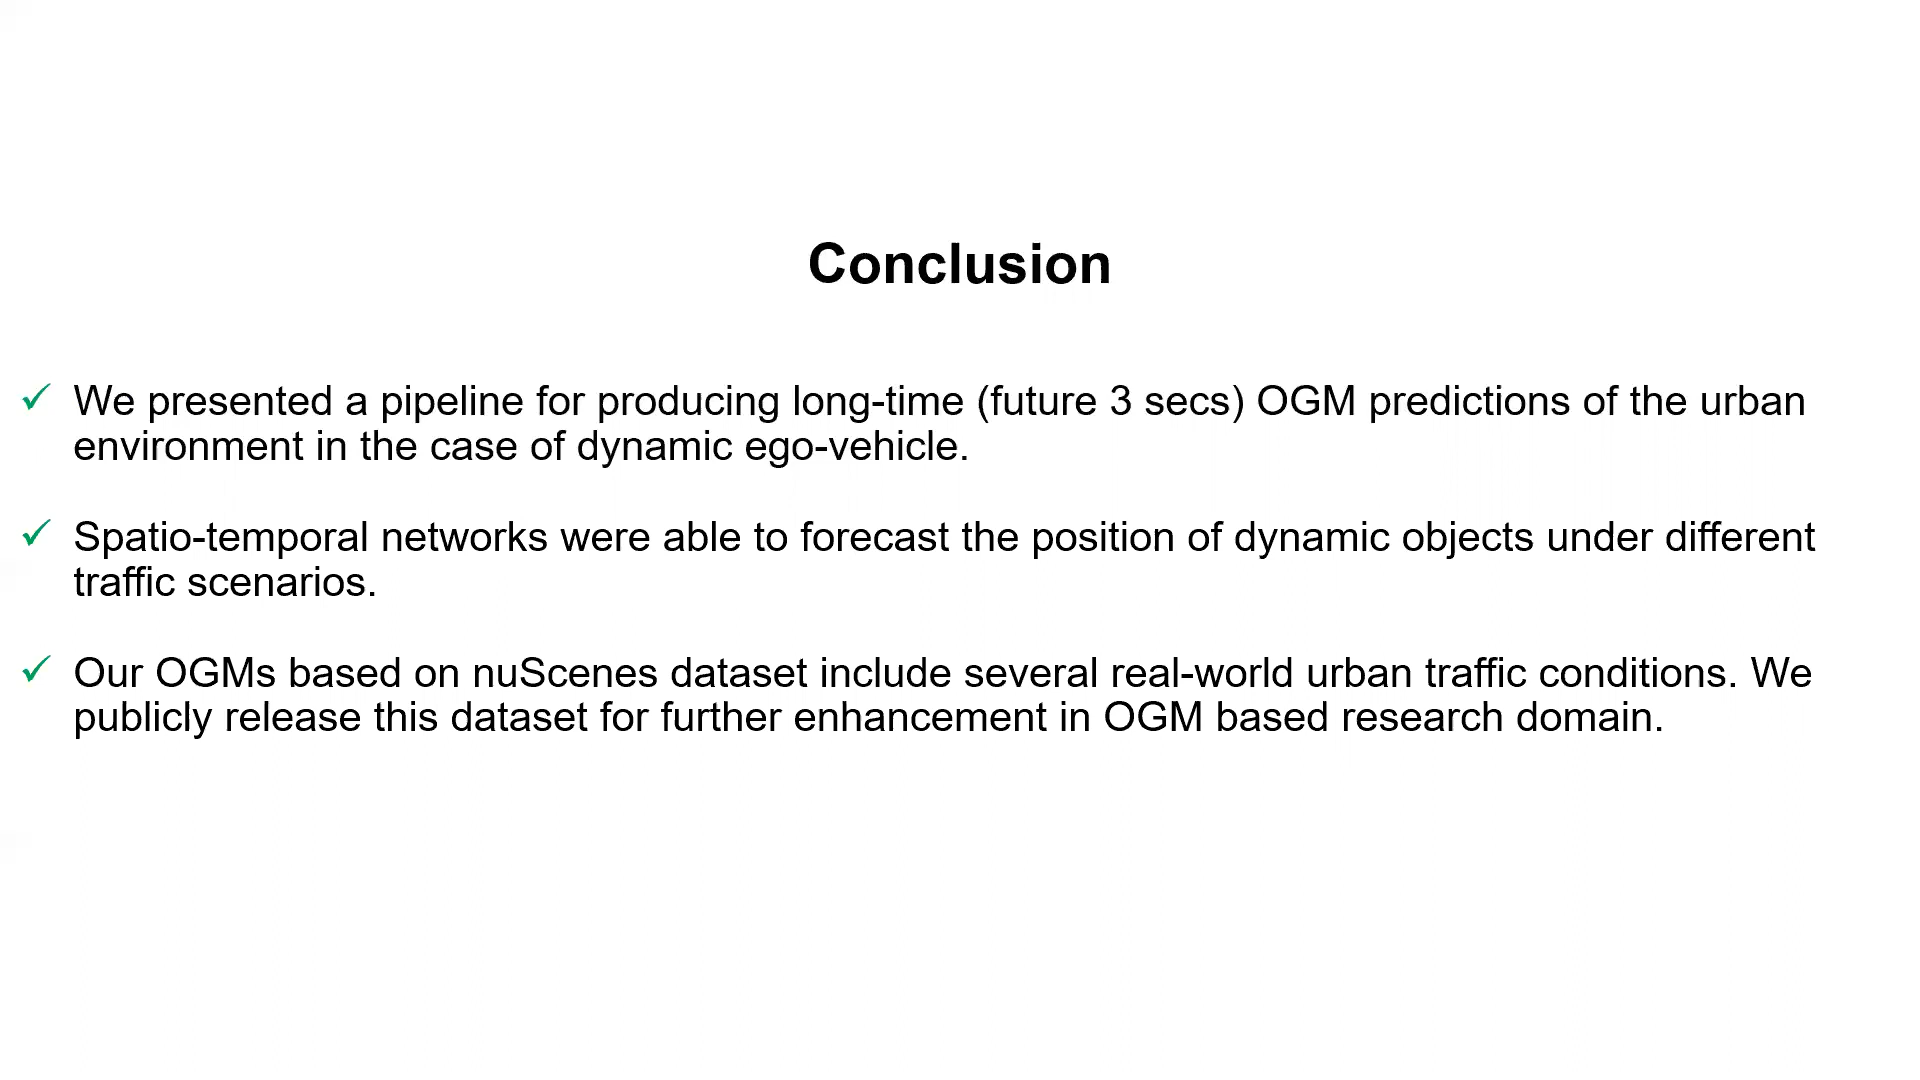 Conclusion
We presented a pipeline for producing long-time (future 3 secs) OGM predictions of the urban
environment in the case of dynamic ego-vehicle.
Spatio-temporal networks were able to forecast the position of dynamic objects under different
traffic scenarios.
Our OGMs based on nuScenes dataset include several real-world urban traffic conditions. We
publicly release this dataset for further enhancement in OGM based research domain.